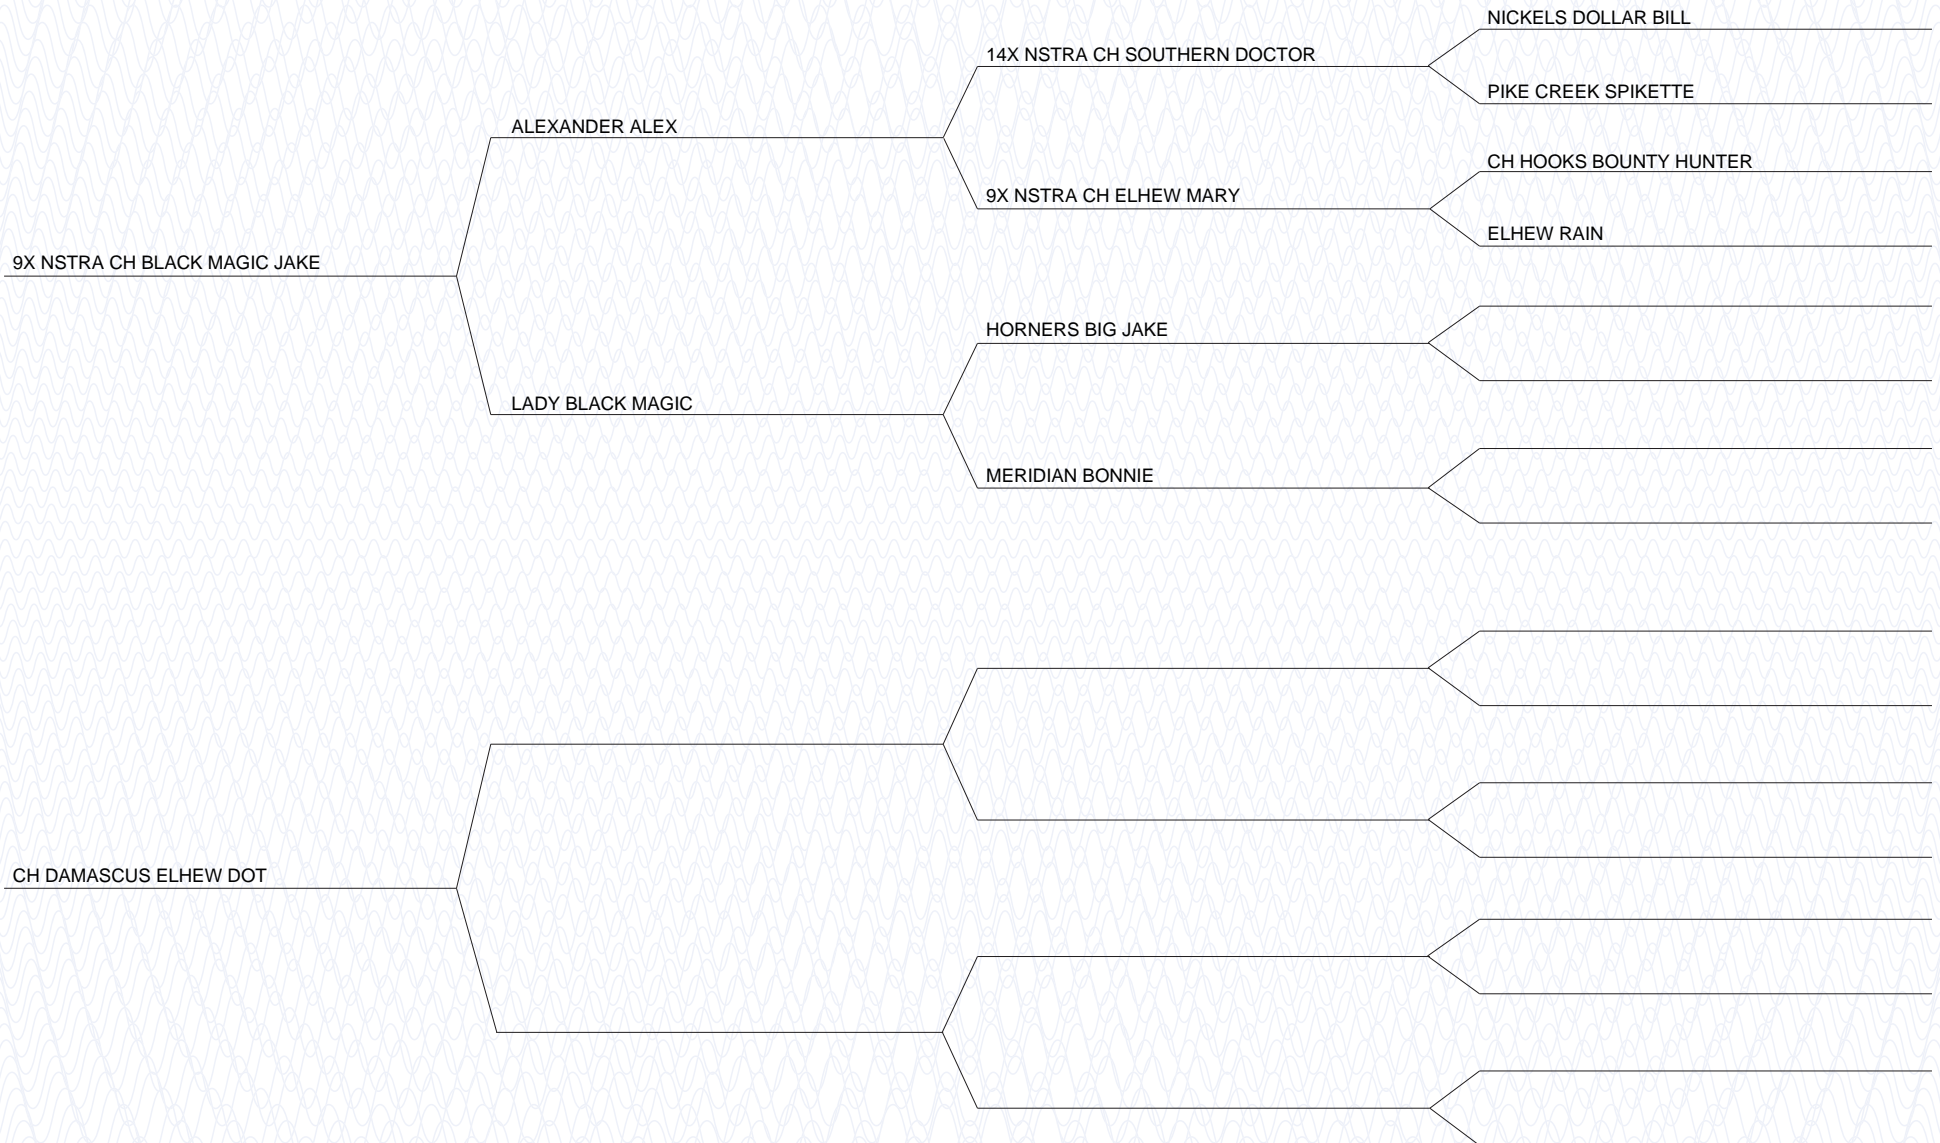 NICKELS DOLLAR BILL
14X NSTRA CH SOUTHERN DOCTOR
PIKE CREEK SPIKETTE
ALEXANDER ALEX
CH HOOKS BOUNTY HUNTER
9X NSTRA CH ELHEW MARY
ELHEW RAIN
9X NSTRA CH BLACK MAGIC JAKE
HORNERS BIG JAKE
LADY BLACK MAGIC
MERIDIAN BONNIE
CH DAMASCUS ELHEW DOT